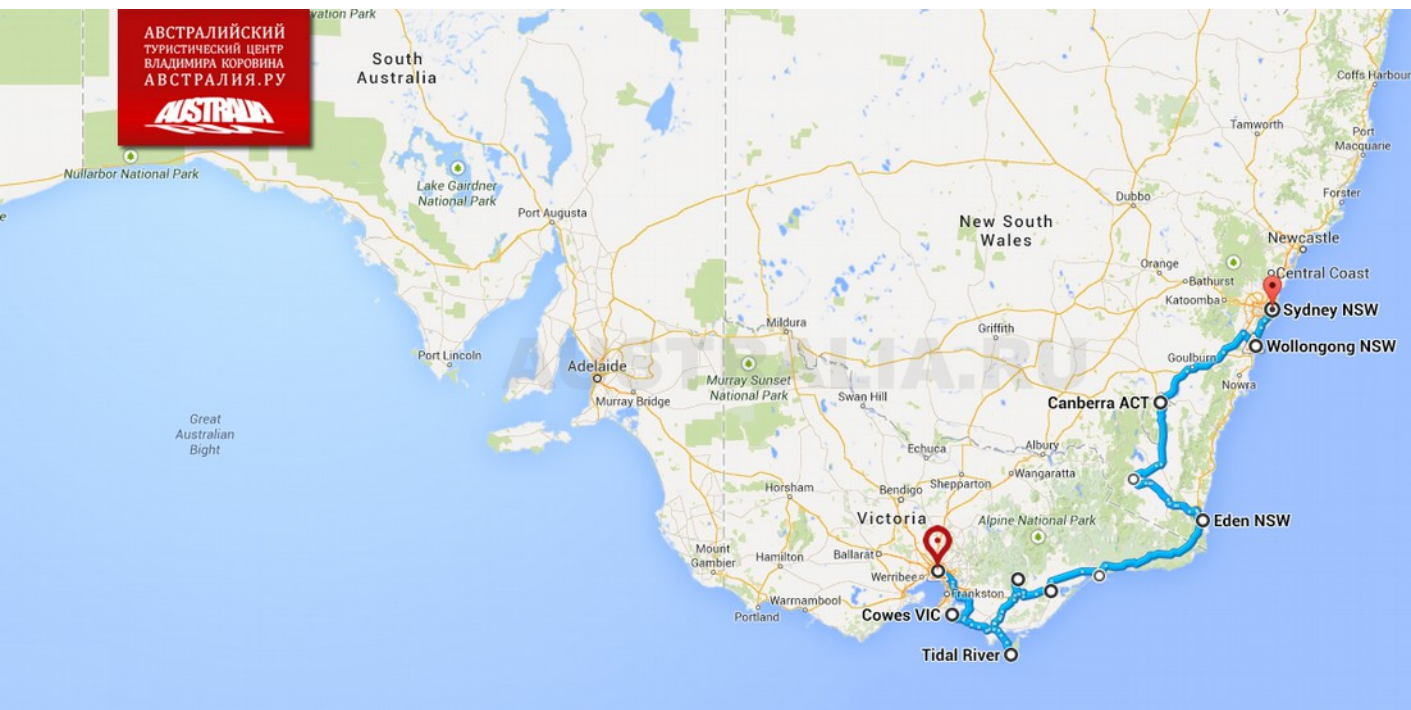 vation Park
АВСТРАЛИЙСКИЙ
ТУРИСТИЧЕСКИЙ ЦЕНТР
ВЛАДИМИРА КОРОВИНА
АВСТРАЛИЯ.РУ
AUSTRALIA
South
Australia
Coffs Harbour
Tamworth
Port
Macquarie
Nullarbor National Park
Lake Gairdner
National Park
Port Augusta
Dubbo
Forster
New South
Wales
Newcastle
Orange
Bathurst
Central Coast
Katoomba
Sydney NSW
Mildura
Griffith
Wollongong NSW
Goulburn
Port Lincoln
Adelaide
AUSTRALIA.RU
Murray Bridge
Murray Sunset
National Park
Swan Hill
Nowra
Canberra ACT
Great
Australian
Bight
Echuca
Albury
Wangaratta
Horsham
Bendigo
Shepparton
Victoria
Alpine National Park
Eden NSW
Mount
Gambier
Hamilton
Ballarat
Werribee
Frankston
Warrnambool
Portland
Cowes VIC
Tidal River